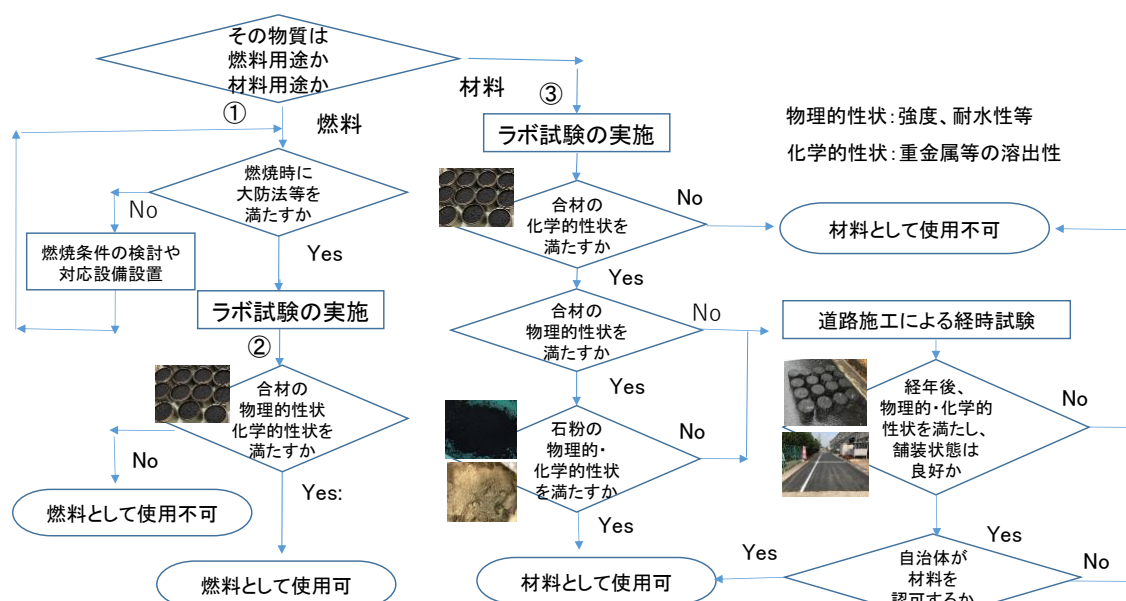 その物質は
燃料用途か
材料用途か
①
燃料
材料
③
燃焼時に
大防法等を
満たすか
No
Yes
燃焼条件の検討や
対応設備設置
ラボ試験の実施
②
合材の
物理的性状
化学的性状を
満たすか
No
Yes:
燃料として使用不可
燃料として使用可
ラボ試験の実施
合材の
化学的性状を
満たすか
No
Yes
合材の
物理的性状を
満たすか
No
Yes
石粉の
物理的・
化学的性状
を満たすか
No
Yes
材料として使用可
物理的性状:強度、耐水性等
化学的性状:重金属等の溶出性
材料として使用不可
道路施工による経時試験
経年後、
物理的・化学的
性状を満たし、
舗装状態は
良好か
No
Yes
自治体が
材料を
認可するか
Yes
No